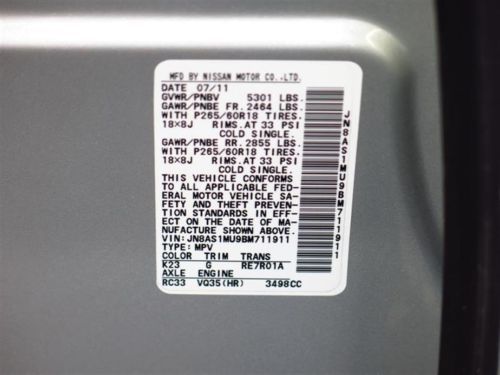 MFD BY NISSAN MOTOR CO.,LTD.
DATE 07/11
GVWR/PNBV 5301 LBS.
GAWR/PNBE FR. 2464 LBS.
WITH P265/60R18 TIRES.
18×8J RIMS.AT 33 PSI
COLD SINGLE.
GAWR/PNBE RR. 2855 LBS.
WITH P265/60R18 TIRES.
18×8J RIMS.AT 33 PSI
COLD SINGLE.
THIS VEHICLE CONFORMS
TO ALL APPLICABLE FED-
ERAL MOTOR VEHICLE SA-
FETY AND THEFT PREVEN-
TION STANDARDS IN EFF-
ECT ON THE DATE OF MA-
NUFACTURE SHOWN ABOVE.
VIN:JN8AS1MU9BM711911
TYPE:MPV
COLOR TRIM TRANS
K23 G RE7R01A
AXLE ENGINE
RC33 VQ35(HR) 3498CC
JN8AS1MU9BM711911